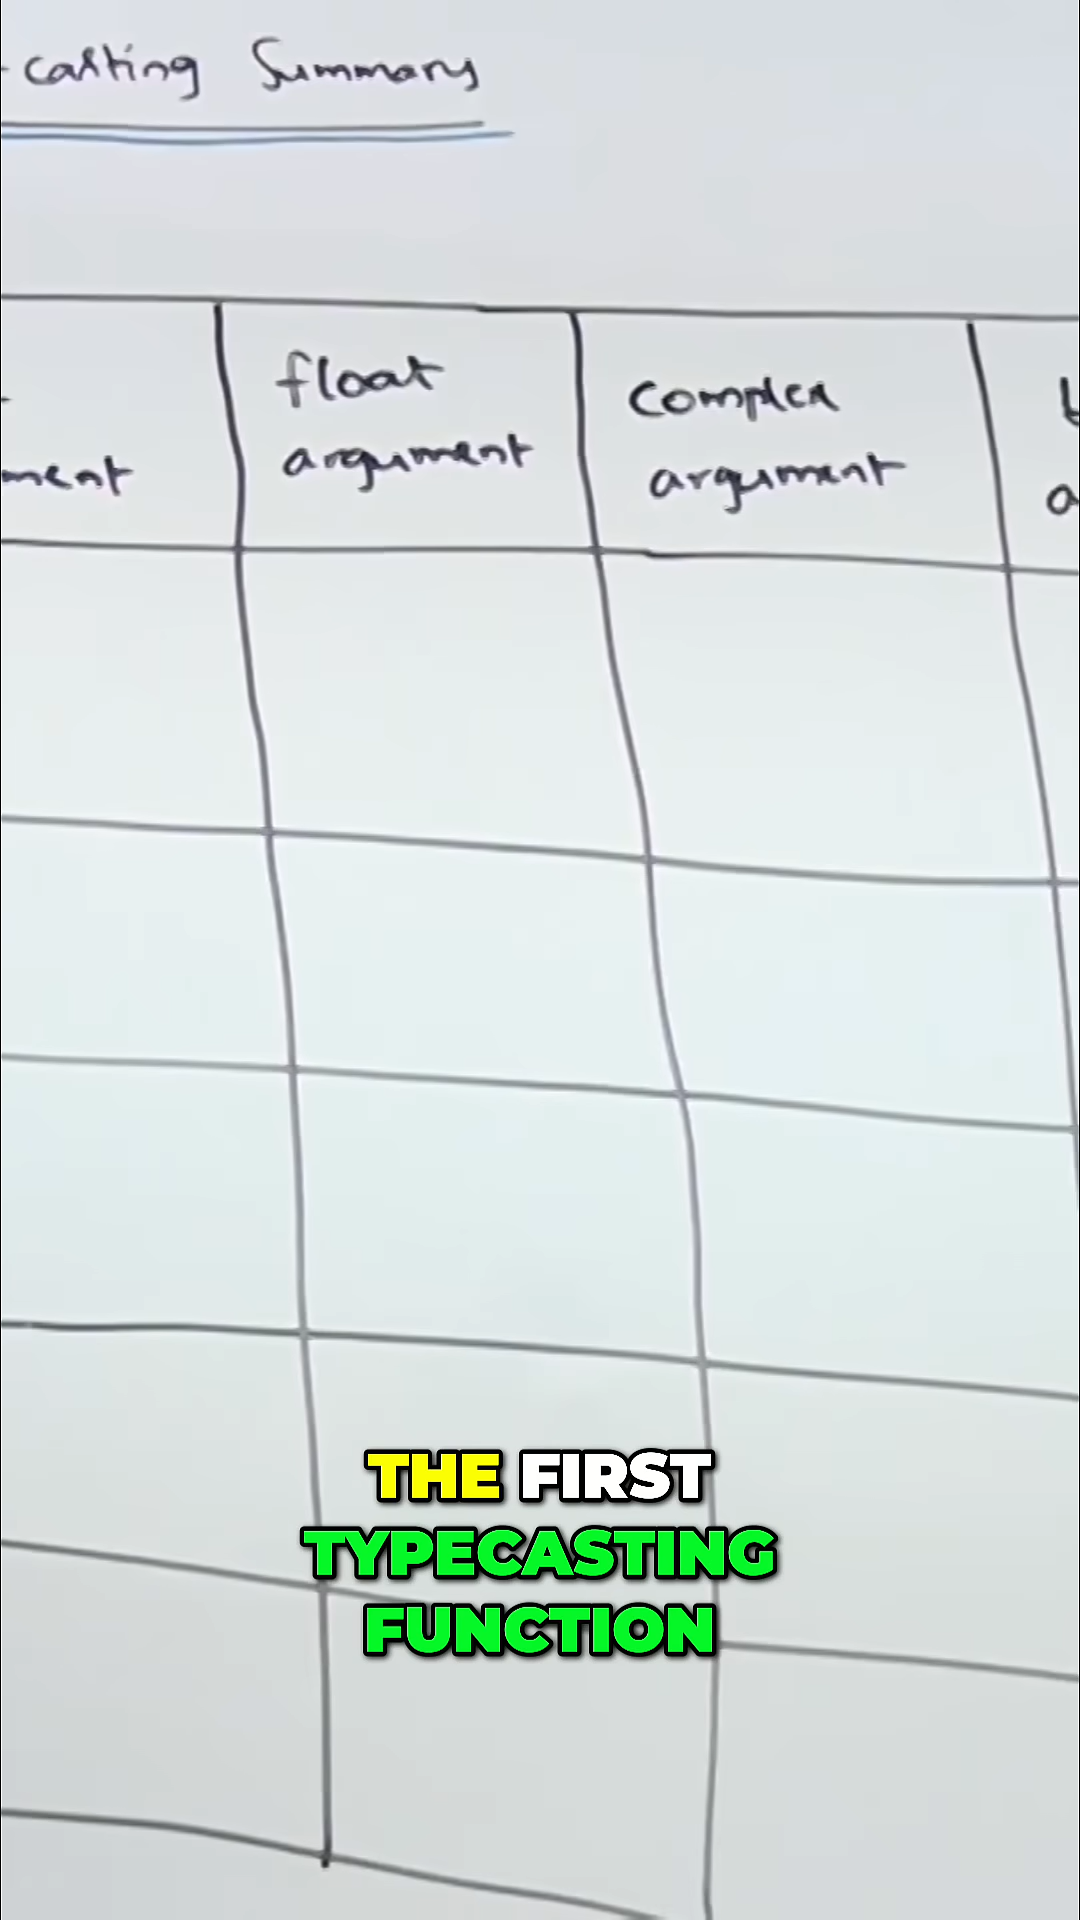 -casting Summary
float
argument
complex
argument
ment
a
THE FIRST
TYPECASTING
FUNCTION